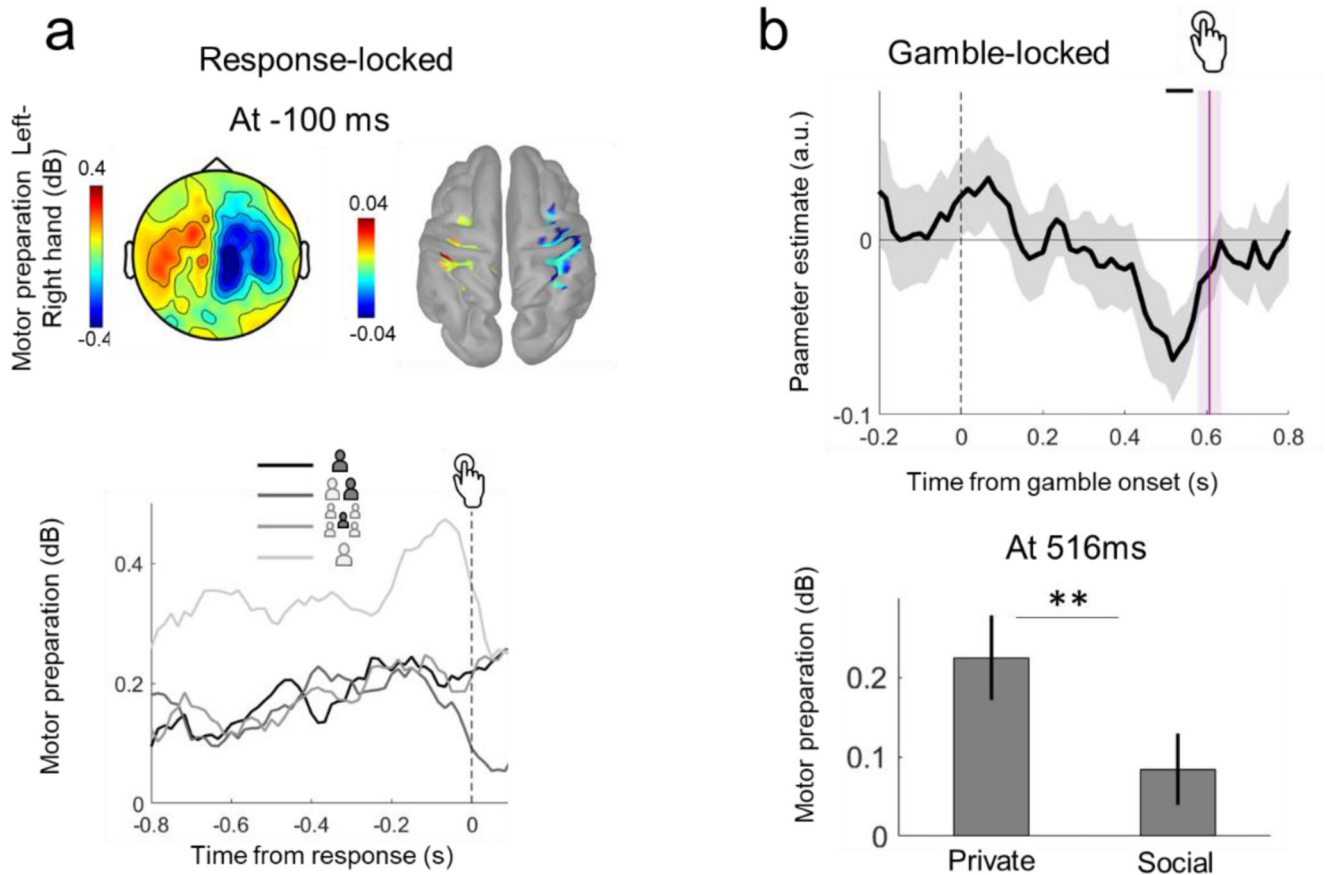 a
Response-locked
At -100 ms
Motor preparation Left-
Right hand (dB)
0.4
-0.4
0.04
-0.04
Motor preparation (dB)
0.4
0.2
0
-0.8
-0.6
-0.4
-0.2
0
Time from response (s)
b
Gamble-locked
Paameter estimate (a.u.)
0
-0.1
-0.2
0
0.2
0.4
0.6
0.8
Time from gamble onset (s)
At 516ms
**
Motor preparation (dB)
0.2
0.1
0
Private
Social